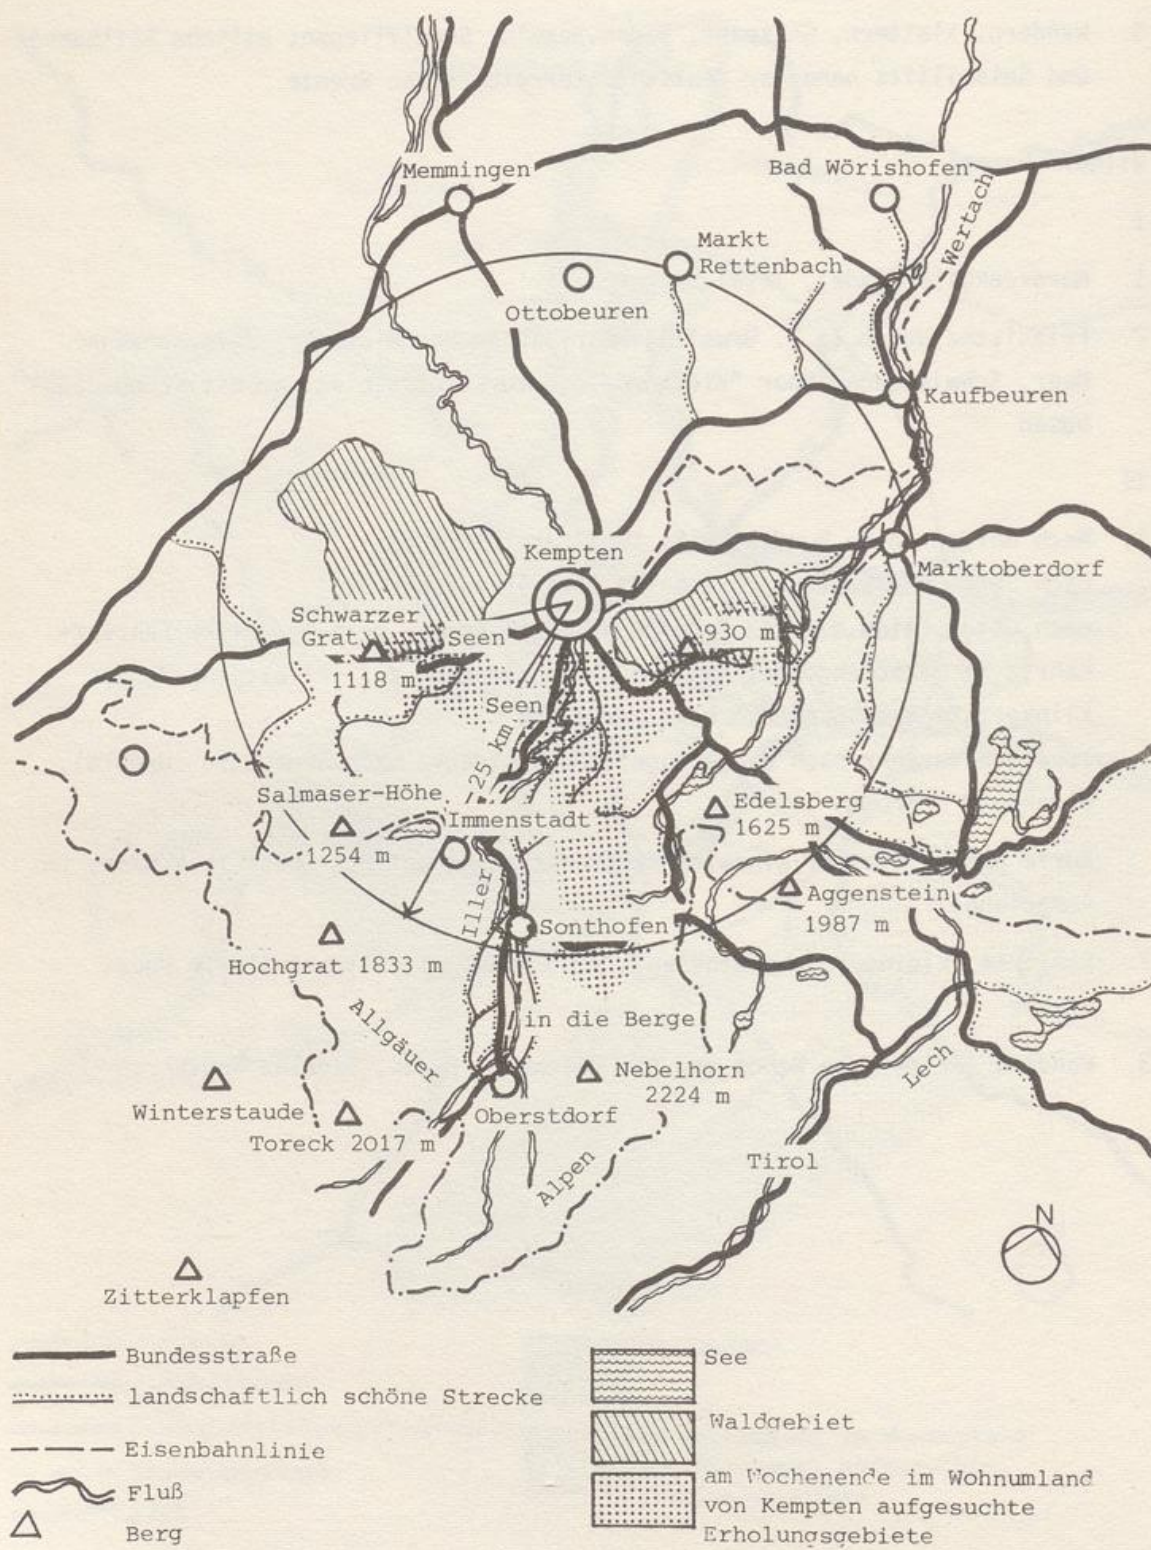 Memmingen
Bad Wörishofen
Wertach
Markt
Rettenbach
Ottobeuren
Kaufbeuren
Kempten
Marktoberdorf
Schwarzer
Grat
Seen
930 m
1118 m
Seen
25 km
Salmaser-Höhe
Immenstadt
Edelsberg
1625 m
1254 m
Iller
Aggenstein
1987 m
Sonthofen
Hochgrat 1833 m
Allgäuer
in die Berge
Nebelhorn
2224 m
Lech
Winterstaude
Oberstdorf
Toreck 2017 m
Alpen
Tirol
N
Zitterklapfen
Bundesstraße
landschaftlich schöne Strecke
Eisenbahnlinie
Fluß
Berg
See
Waldgebiet
am Wochenende im Wohnumland
von Kempten aufgesuchte
Erholungsgebiete